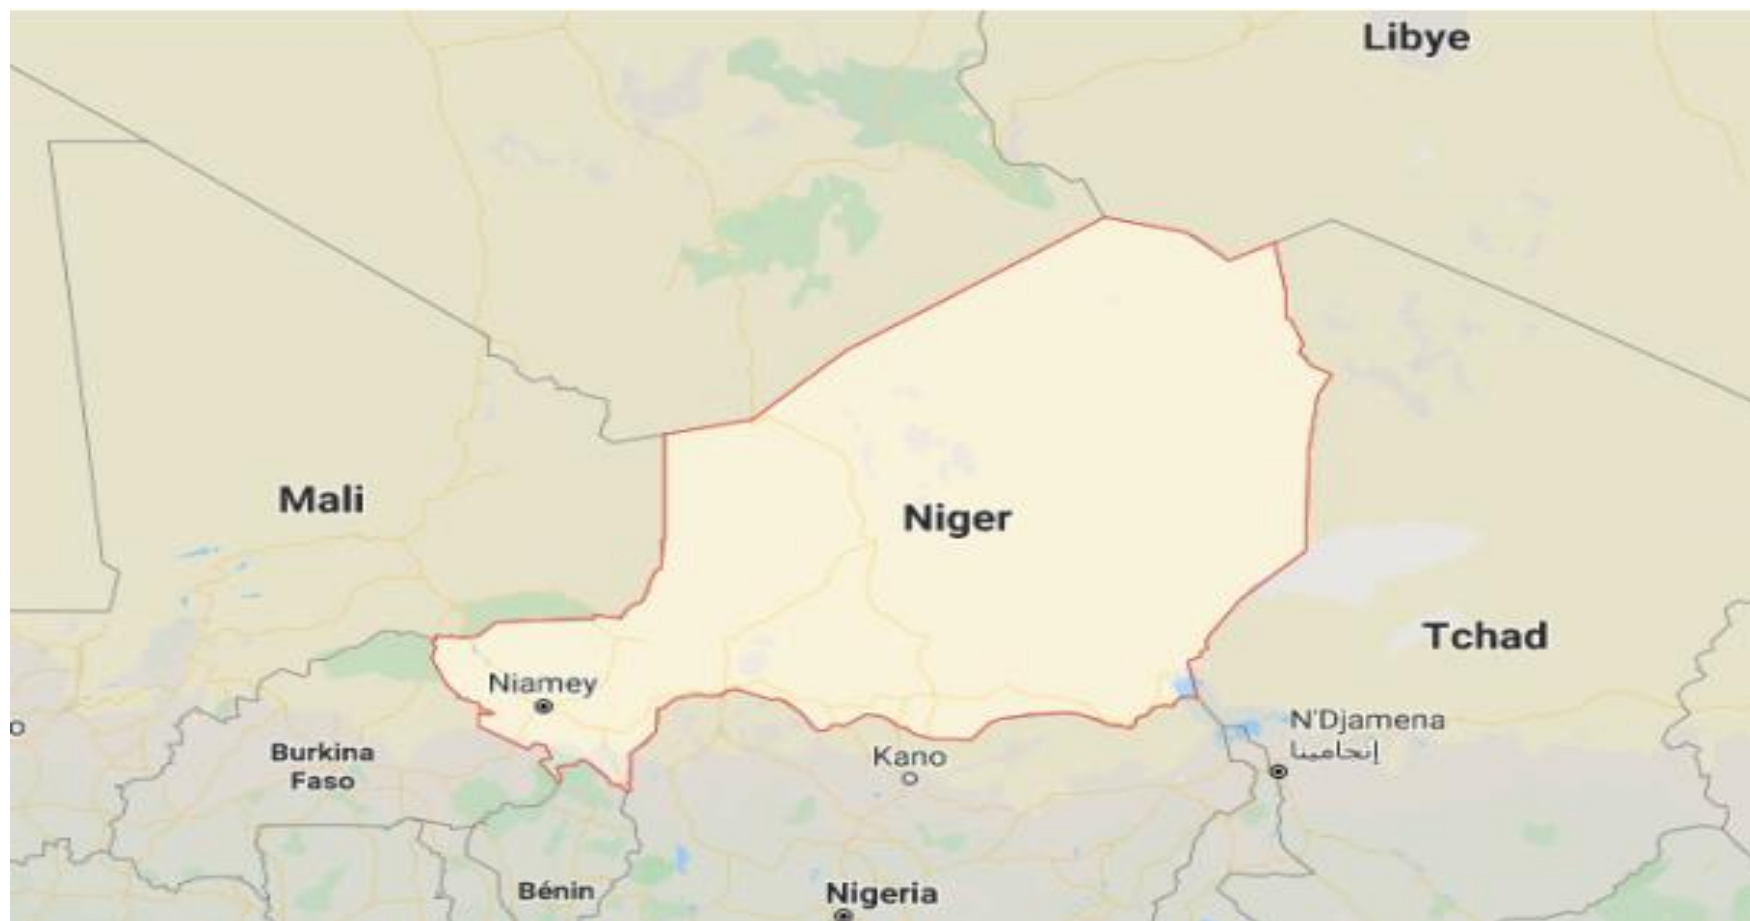 Libye
Mali
Niger
Tchad
Niamey
N'Djamena
إنجامينا
Burkina
Faso
Kano
Bénin
Nigeria
o